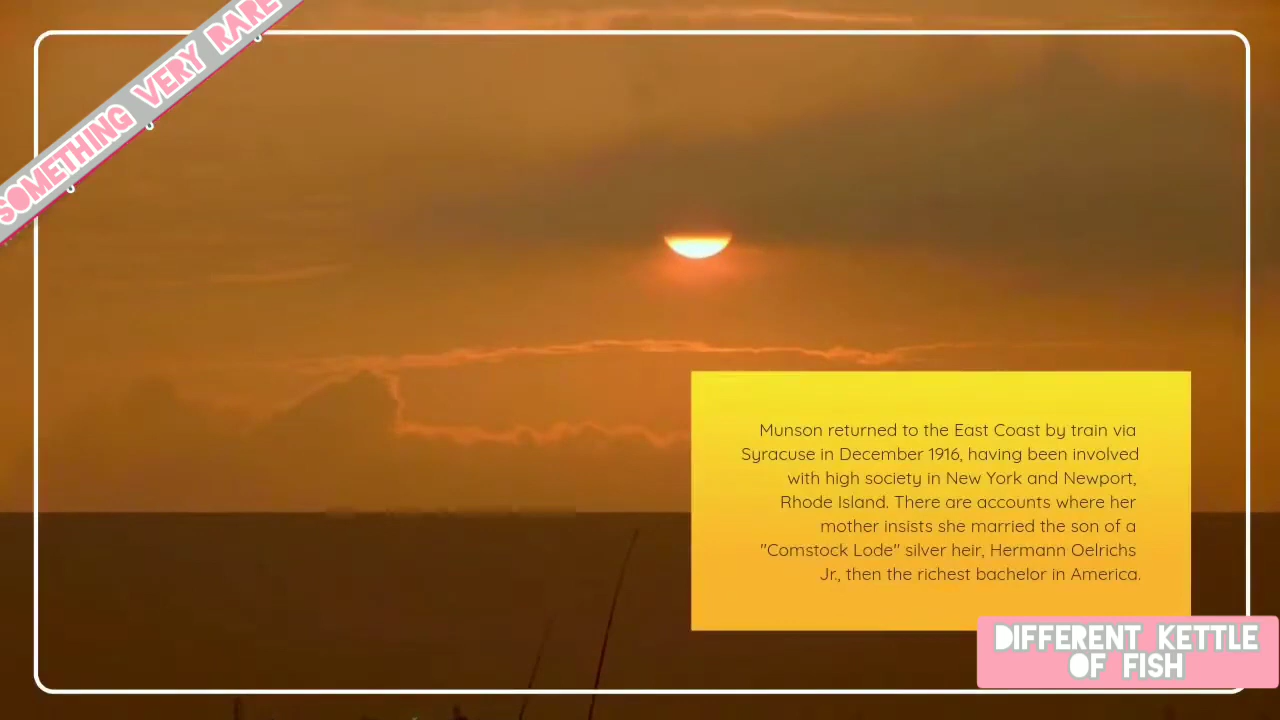 SOMETHING VERY RARE
Munson returned to the East Coast by train via
Syracuse in December 1916, having been involved
with high society in New York and Newport,
Rhode Island. There are accounts where her
mother insists she married the son of a
"Comstock Lode" silver heir, Hermann Oelrichs
Jr., then the richest bachelor in America.
DIFFERENT KETTLE
OF FISH